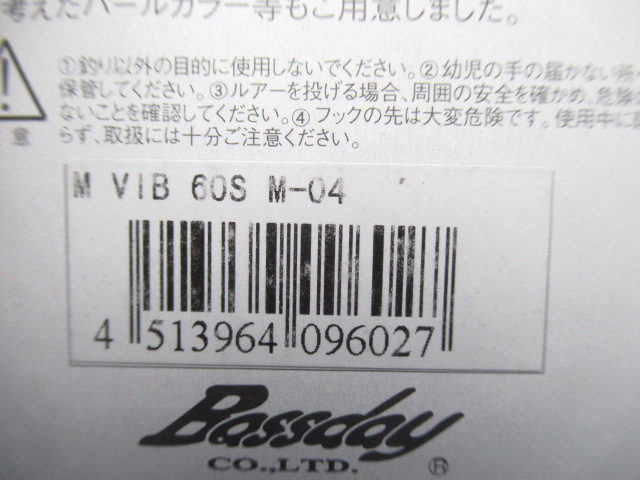 考えたパールカラー等もご用意しました。
①釣り以外の目的に使用しないでください。②幼児の手の届かない所
保管してください。③ルアーを投げる場合、周囲の安全を確かめ、危険
ないことを確認してください。④フックの先は大変危険です。使用中に
意 らず、取扱には十分ご注意ください。
M VIB 60S M-04
4 513964 096027
Bassday
CO.,LTD. ®